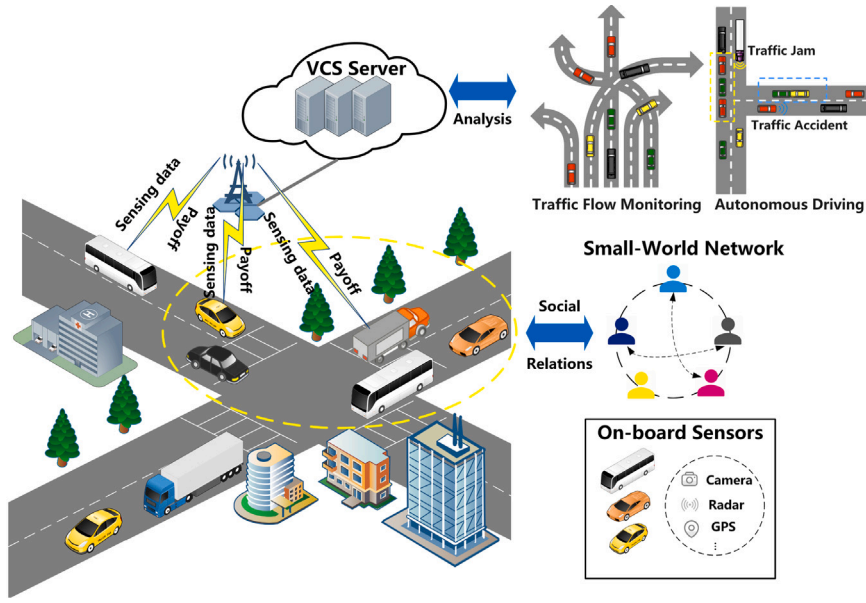 VCS Server
Analysis
Traffic Jam
Traffic Accident
Traffic Flow Monitoring
Autonomous Driving
Sensing data
Payoff
Sensing data
Payoff
Sensing data
Payoff
Small-World Network
Social
Relations
On-board Sensors
Camera
Radar
GPS
⋮
H